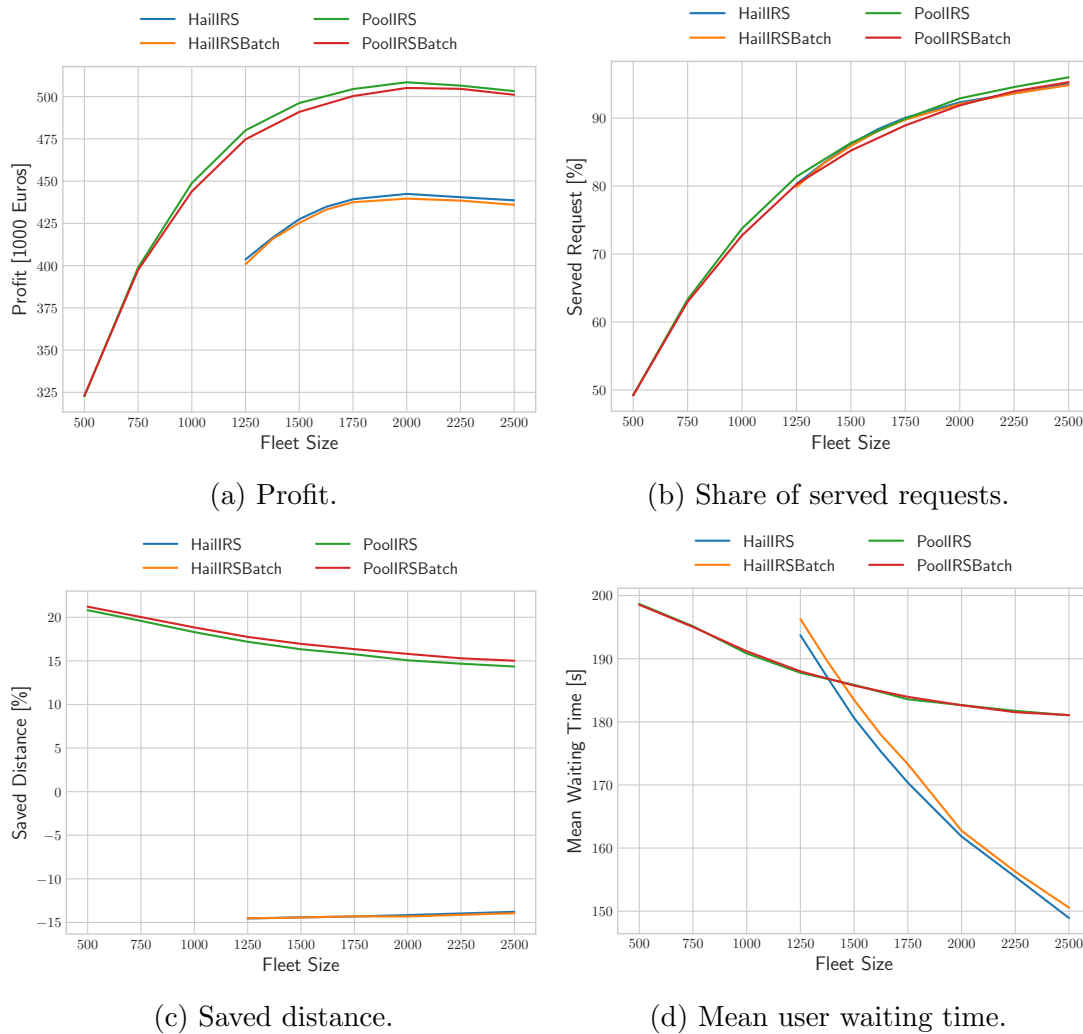 HailIRS PoolIRS
HailIRSBatch PoolIRSBatch
500
475
450
425
400
375
350
325
Profit [1000 Euros]
500 750 1000 1250 1500 1750 2000 2250 2500
Fleet Size
(a) Profit.
HailIRS PoolIRS
HailIRSBatch PoolIRSBatch
90
80
70
60
50
Served Request [%]
500 750 1000 1250 1500 1750 2000 2250 2500
Fleet Size
(b) Share of served requests.
HailIRS PoolIRS
HailIRSBatch PoolIRSBatch
20
15
10
5
0
−5
−10
−15
Saved Distance [%]
500 750 1000 1250 1500 1750 2000 2250 2500
Fleet Size
(c) Saved distance.
HailIRS PoolIRS
HailIRSBatch PoolIRSBatch
200
190
180
170
160
150
Mean Waiting Time [s]
500 750 1000 1250 1500 1750 2000 2250 2500
Fleet Size
(d) Mean user waiting time.